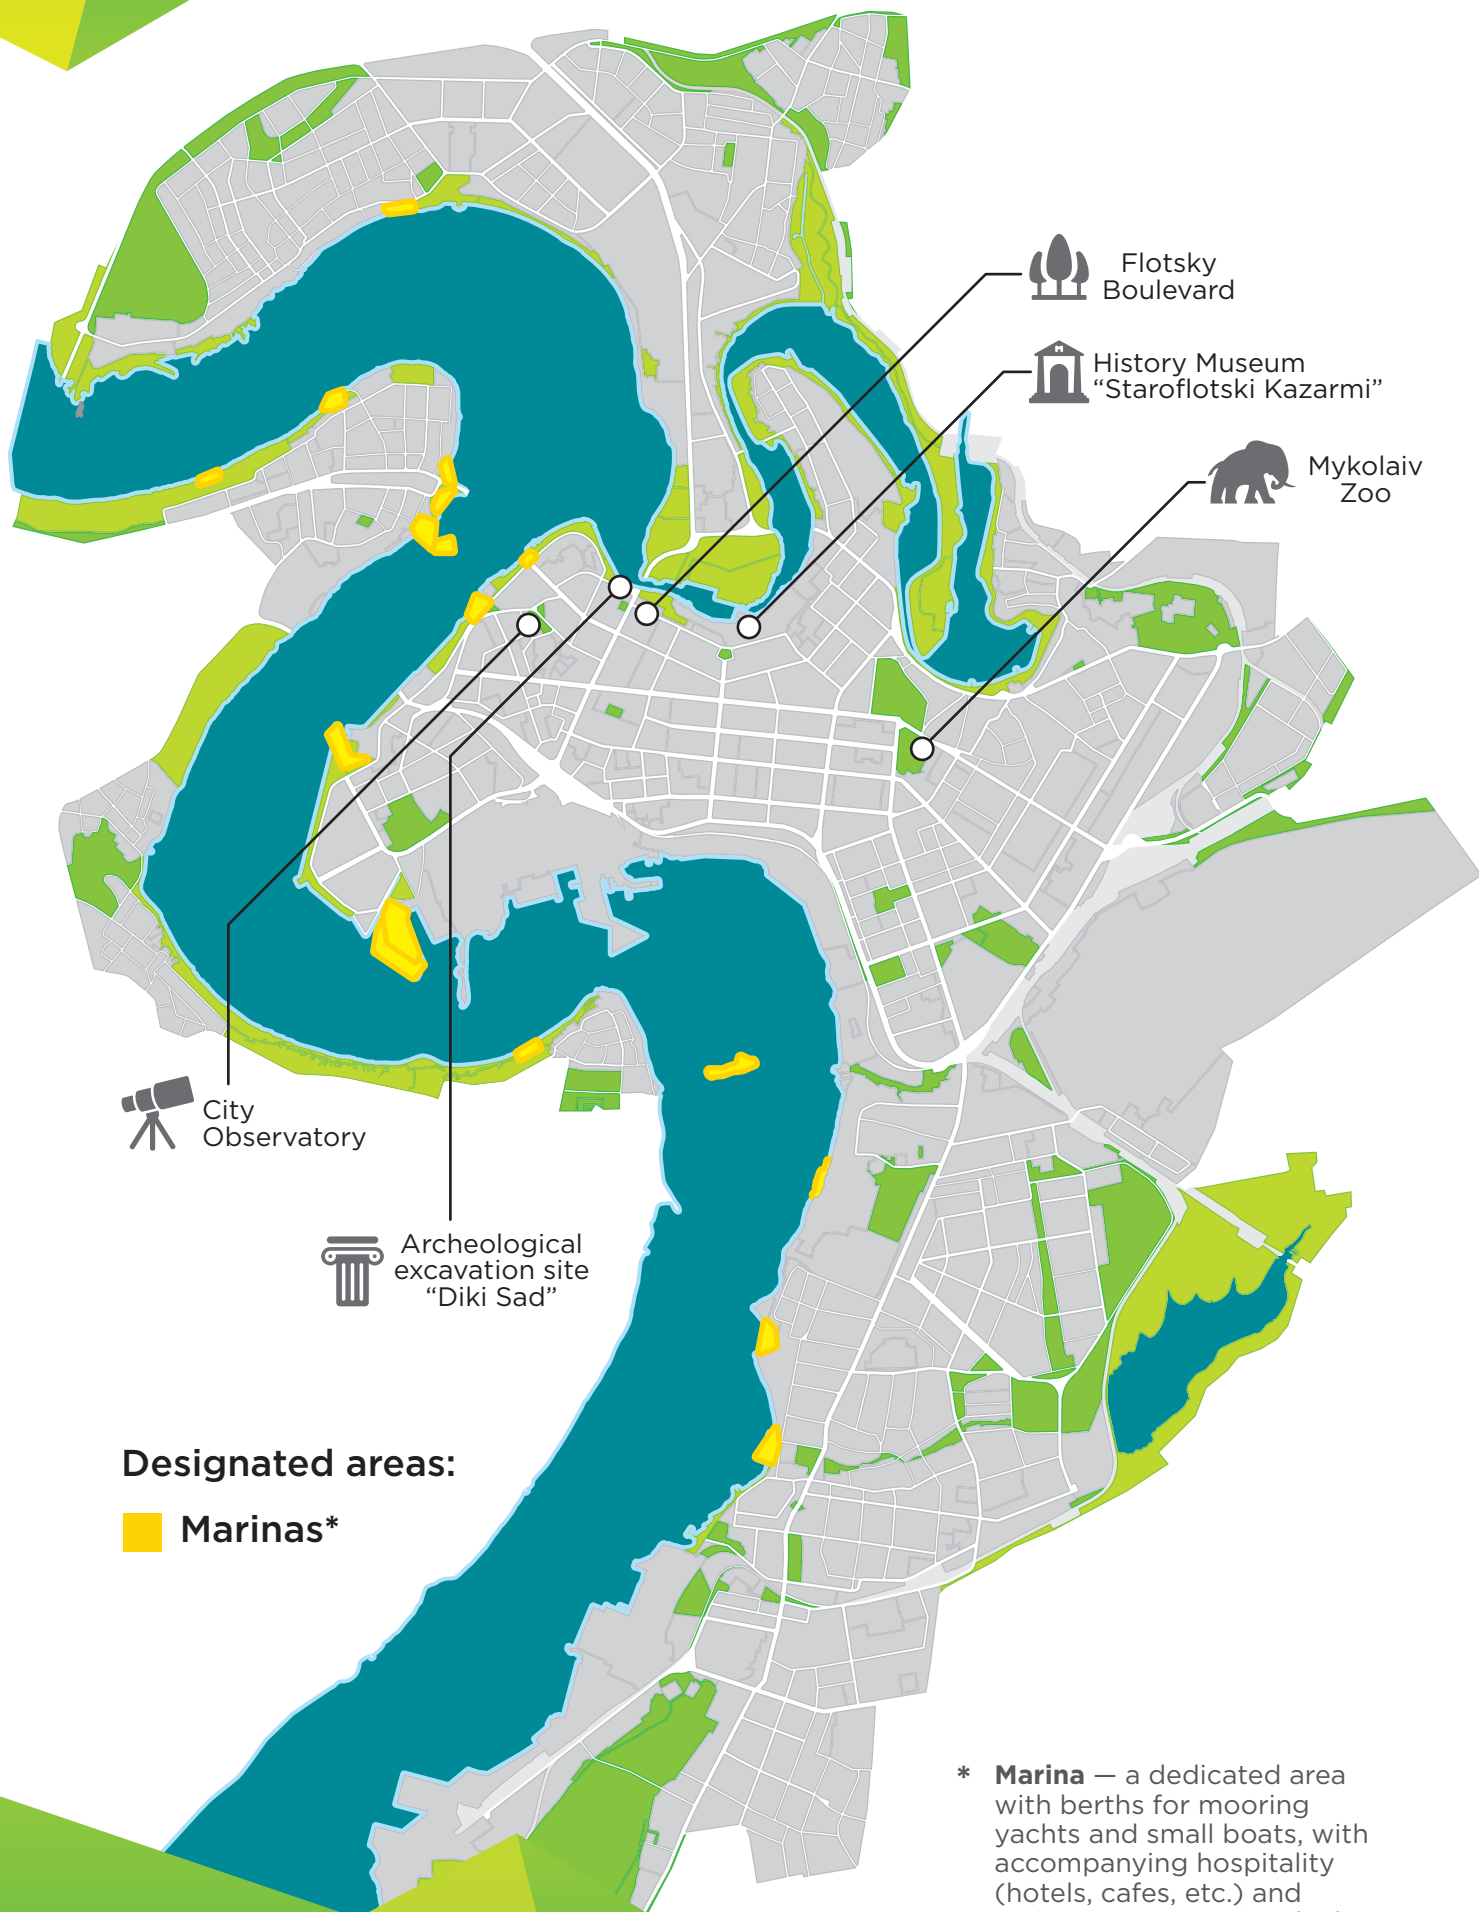 Flotsky
Boulevard
History Museum
“Staroflotski Kazarmi”
Mykolaiv
Zoo
City
Observatory
Archeological
excavation site
“Diki Sad”
Designated areas:
Marinas*
* Marina — a dedicated area
with berths for mooring
yachts and small boats, with
accompanying hospitality
(hotels, cafes, etc.) and